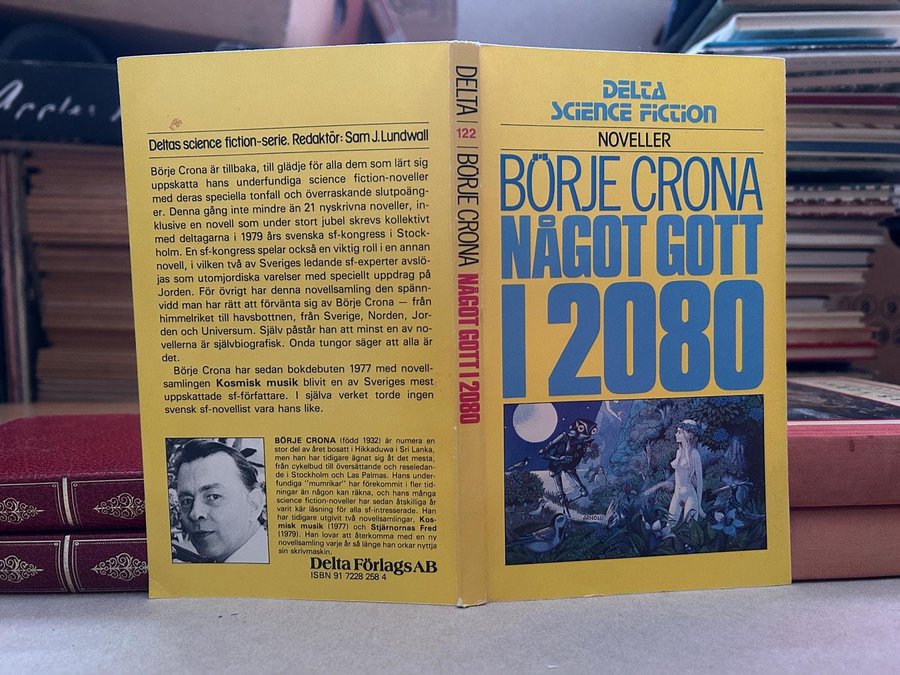 Apples
Deltas science fiction-serie. Redaktör: Sam J. Lundwall
Börje Crona är tillbaka, till glädje för alla dem som lärt sig
uppskatta hans underfundiga science fiction-noveller
med deras speciella tonfall och överraskande slutpoäng-
er. Denna gång inte mindre än 21 nyskrivna noveller, in-
klusive en novell som under stort jubel skrevs kollektivt
med deltagarna i 1979 års svenska sf-kongress i Stock-
holm. En sf-kongress spelar också en viktig roll i en annan
novell, i vilken två av Sveriges ledande sf-experter avslö-
jas som utomjordiska varelser med speciellt uppdrag på
Jorden. För övrigt har denna novellsamling den spänn-
vidd man har rätt att förvänta sig av Börje Crona — från
himmelriket till havsbottnen, från Sverige, Norden, Jor-
den och Universum. Själv påstår han att minst en av no-
vellerna är självbiografisk. Onda tungor säger att alla är
det.
Börje Crona har sedan bokdebuten 1977 med novell-
samlingen Kosmisk musik blivit en av Sveriges mest
uppskattade sf-författare. I själva verket torde ingen
svensk sf-novellist vara hans like.
BÖRJE CRONA (född 1932) är numera en
stor del av året bosatt i Hikkaduwa i Sri Lanka,
men han har tidigare ägnat sig åt det mesta,
från cykelbud till översättande och reseledan-
de i Stockholm och Las Palmas. Hans under-
fundiga "mumrikar" har förekommit i fler tid-
ningar än någon kan räkna, och hans många
science fiction-noveller har sedan åtskilliga år
varit kär läsning för alla sf-intresserade. Han
har tidigare utgivit två novellsamlingar, Kos-
misk musik (1977) och Stjärnornas Fred
(1979). Han lovar att återkomma med en ny
novellsamling varje år så länge han orkar nyttja
sin skrivmaskin.
Delta Förlags AB
ISBN 91 7228 258 4
DELTA 122 BÖRJE CRONA NÅGOT GOTT I 2080
DELTA
SCIENCE FICTION
NOVELLER
BÖRJE CRONA
NÅGOT GOTT
I 2080
ARNOLD